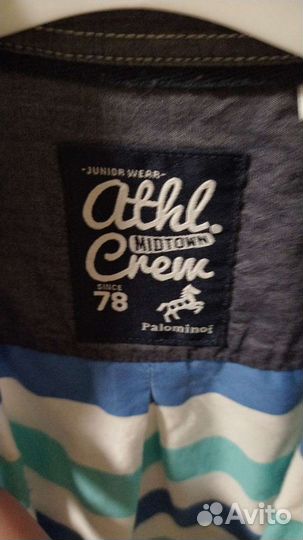 -JUNIOR WEAR-
athl.
MIDTOWN
Crew
SINCE
78
Palomino
Avito